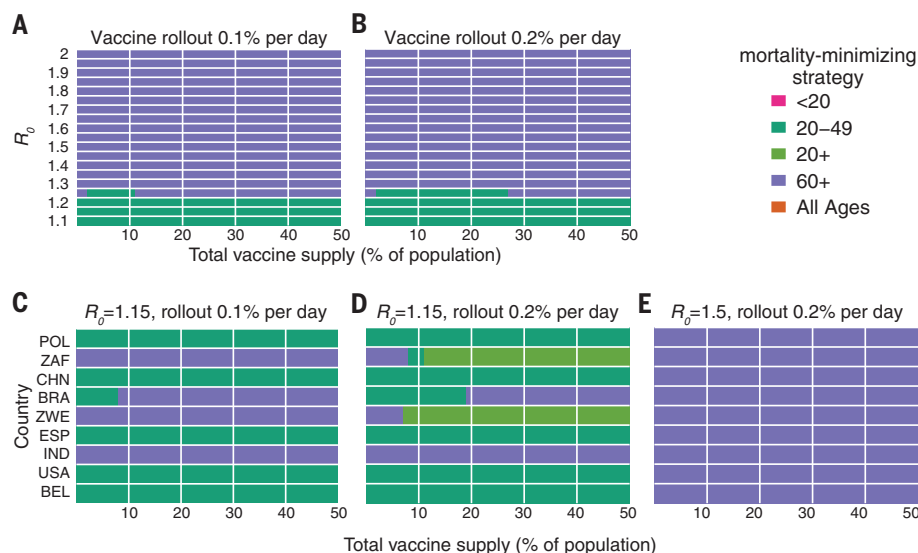 A
Vaccine rollout 0.1% per day
B
Vaccine rollout 0.2% per day
mortality-minimizing
strategy
<20
20–49
20+
60+
All Ages
R0
2
1.9
1.8
1.7
1.6
1.5
1.4
1.3
1.2
1.1
10 20 30 40 50
10 20 30 40 50
Total vaccine supply (% of population)
C
R0=1.15, rollout 0.1% per day
D
R0=1.15, rollout 0.2% per day
E
R0=1.5, rollout 0.2% per day
Country
POL
ZAF
CHN
BRA
ZWE
ESP
IND
USA
BEL
10 20 30 40 50
10 20 30 40 50
10 20 30 40 50
Total vaccine supply (% of population)